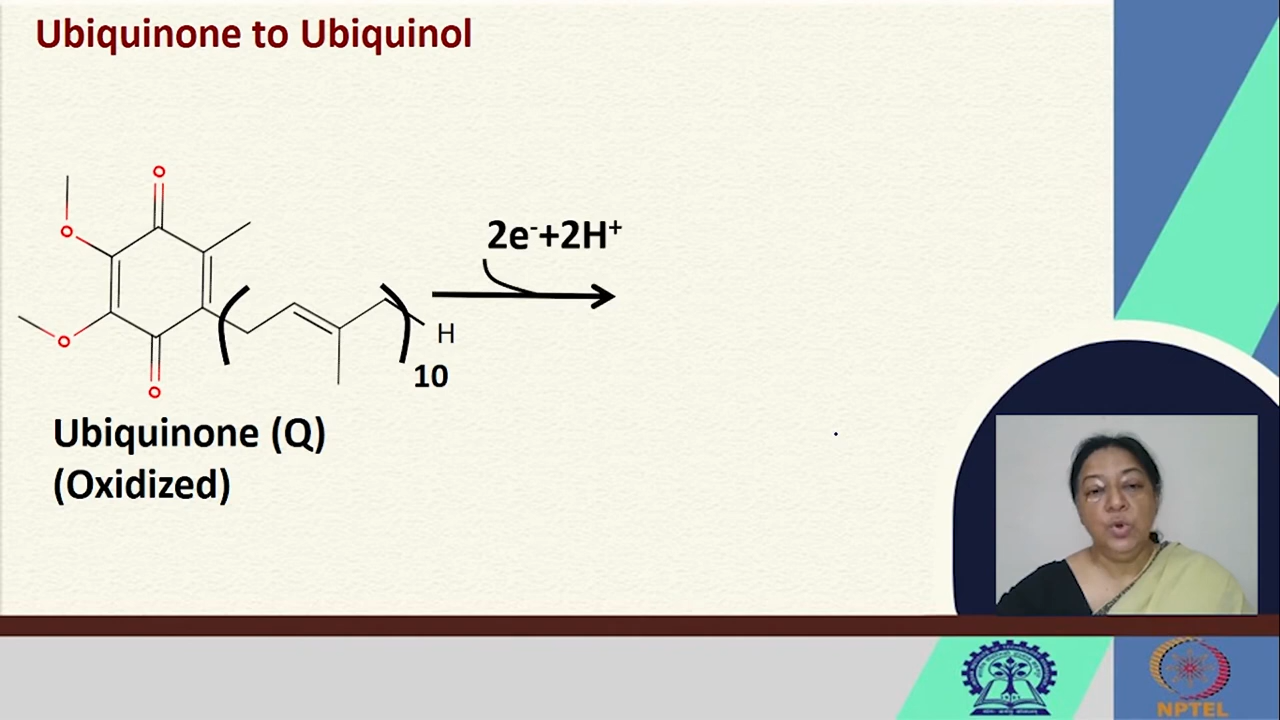 Ubiquinone to Ubiquinol
O
O
O
O
H
10
2e⁻+2H⁺
Ubiquinone (Q)
(Oxidized)
NPTEL